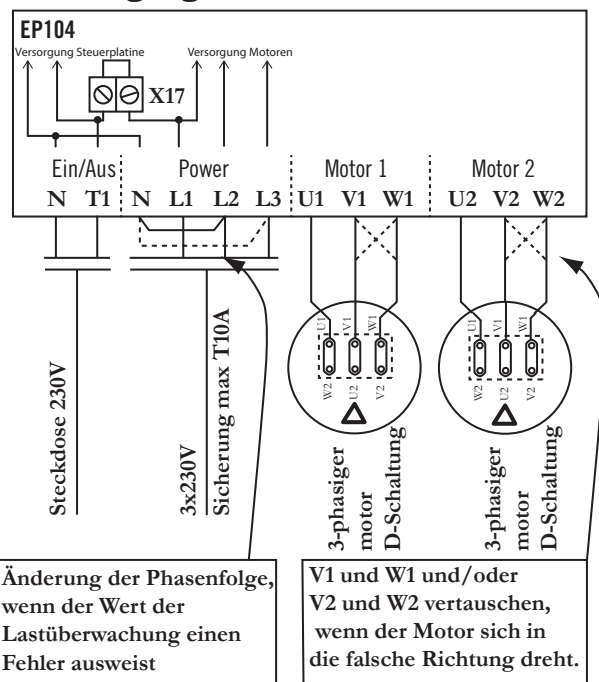 EP104
Versorgung Steuerplatine Versorgung Motoren
X17
Ein/Aus Power Motor 1 Motor 2
N T1 N L1 L2 L3 U1 V1 W1 U2 V2 W2
U1 V1 W1 U1 V1 W1
W2 U2 V2 W2 U2 V2
Steckdose 230V
3x230V
Sicherung max T10A
3-phasiger
motor
D-Schaltung
3-phasiger
motor
D-Schaltung
Änderung der Phasenfolge,
wenn der Wert der
Lastüberwachung einen
Fehler ausweist
V1 und W1 und/oder
V2 und W2 vertauschen,
wenn der Motor sich in
die falsche Richtung dreht.